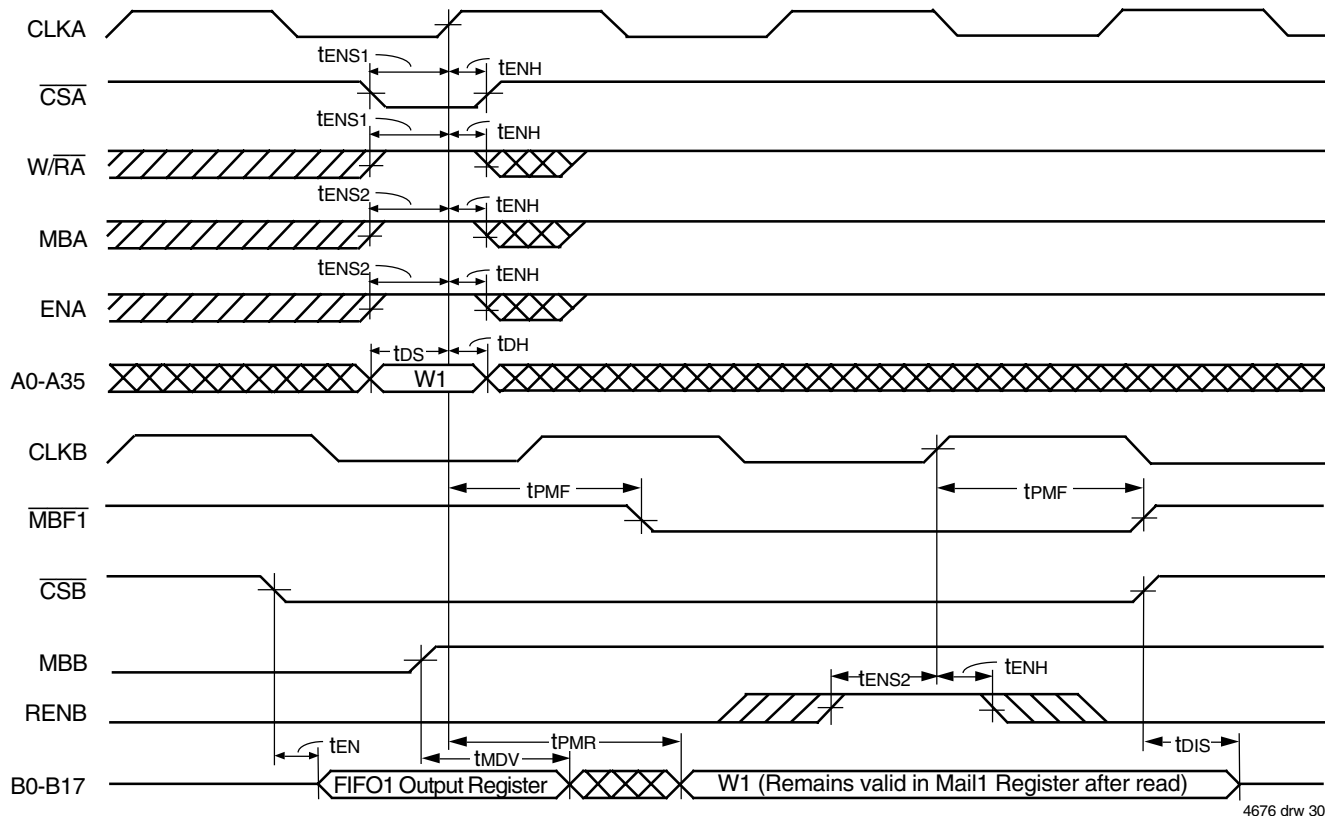 CLKA
tENS1
tENH
CSA
tENS1
tENH
W/RA
tENS2
tENH
MBA
tENS2
tENH
ENA
tDS
tDH
A0-A35
W1
CLKB
tPMF
tPMF
MBF1
CSB
MBB
tENS2
tENH
RENB
tEN
tMDV
tPMR
tDIS
B0-B17
FIFO1 Output Register
W1 (Remains valid in Mail1 Register after read)
4676 drw 30